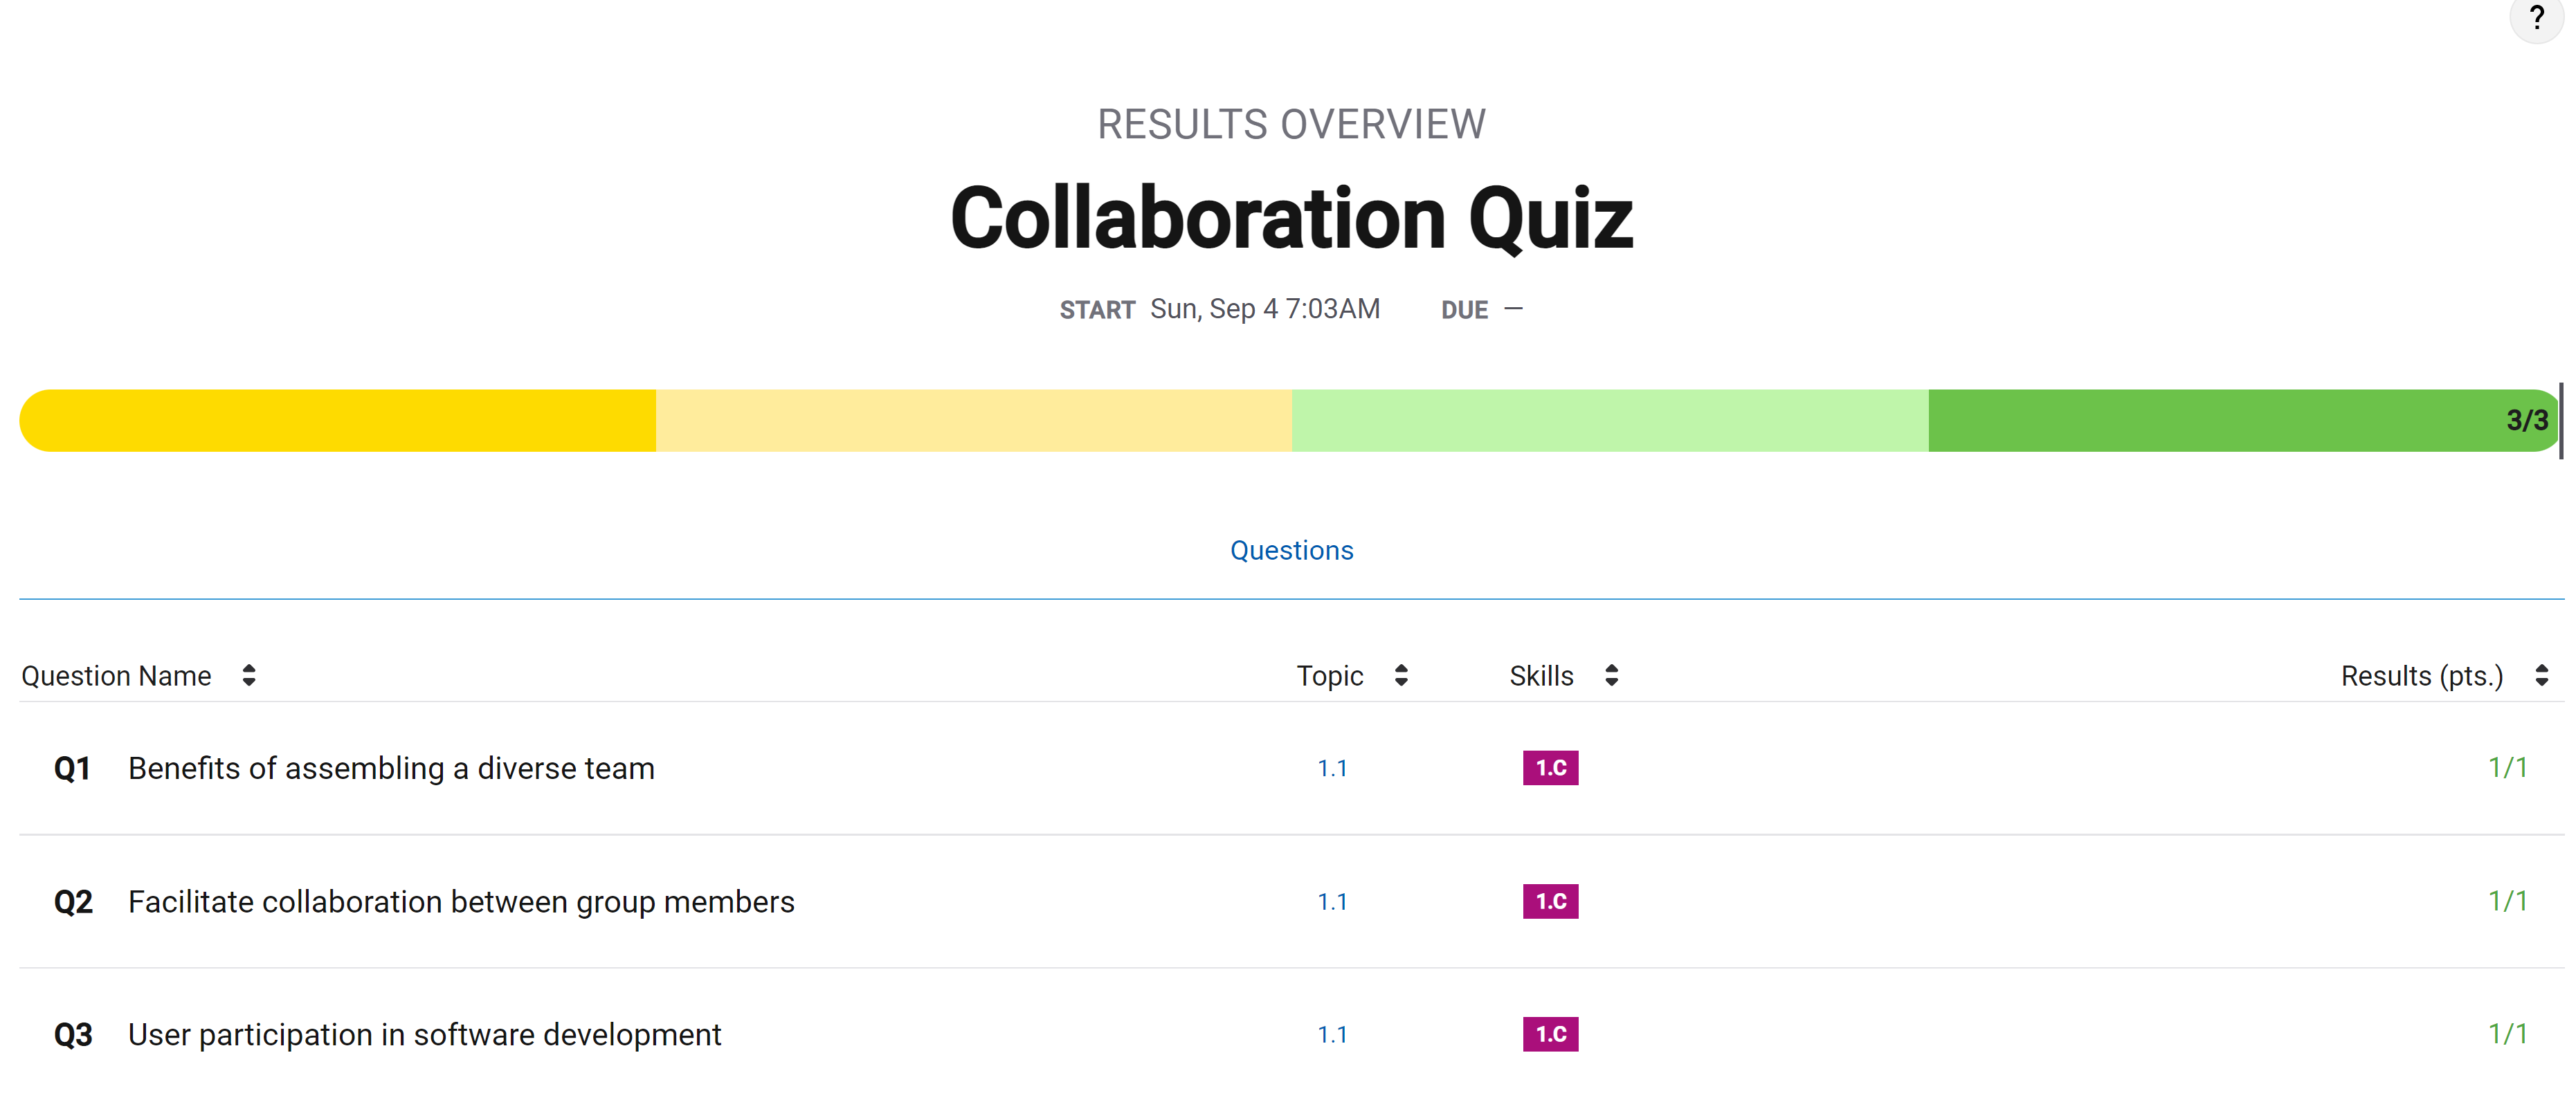 ?
RESULTS OVERVIEW
Collaboration Quiz
START Sun, Sep 4 7:03AM DUE —
3/3
Questions
Question Name Topic Skills Results (pts.)
Q1 Benefits of assembling a diverse team 1.1 1.C 1/1
Q2 Facilitate collaboration between group members 1.1 1.C 1/1
Q3 User participation in software development 1.1 1.C 1/1